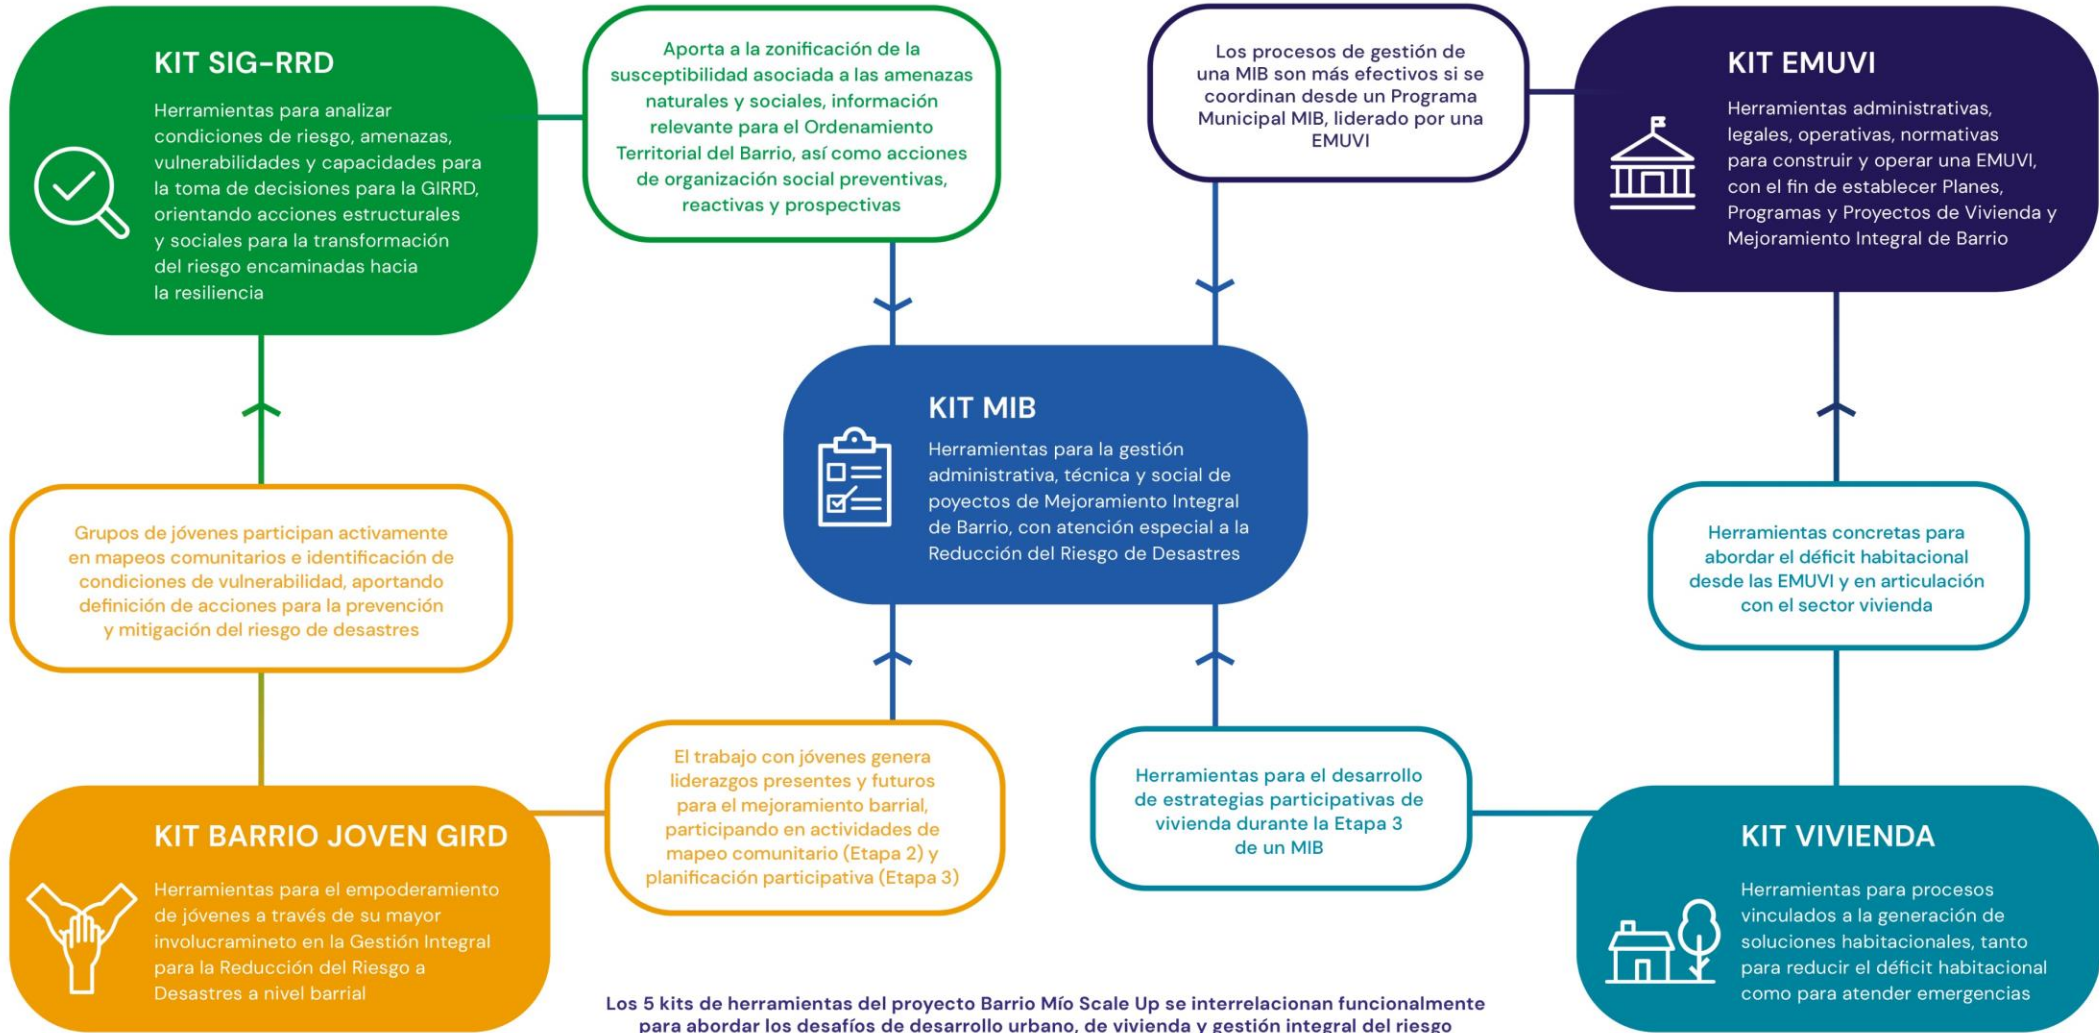 KIT SIG-RRD
Herramientas para analizar
condiciones de riesgo, amenazas,
vulnerabilidades y capacidades para
la toma de decisiones para la GIRRD,
orientando acciones estructurales
y sociales para la transformación
del riesgo encaminadas hacia
la resiliencia
Aporta a la zonificación de la
susceptibilidad asociada a las amenazas
naturales y sociales, información
relevante para el Ordenamiento
Territorial del Barrio, así como acciones
de organización social preventivas,
reactivas y prospectivas
Los procesos de gestión de
una MIB son más efectivos si se
coordinan desde un Programa
Municipal MIB, liderado por una
EMUVI
KIT EMUVI
Herramientas administrativas,
legales, operativas, normativas
para construir y operar una EMUVI,
con el fin de establecer Planes,
Programas y Proyectos de Vivienda y
Mejoramiento Integral de Barrio
KIT MIB
Herramientas para la gestión
administrativa, técnica y social de
poyectos de Mejoramiento Integral
de Barrio, con atención especial a la
Reducción del Riesgo de Desastres
Grupos de jóvenes participan activamente
en mapeos comunitarios e identificación de
condiciones de vulnerabilidad, aportando
definición de acciones para la prevención
y mitigación del riesgo de desastres
Herramientas concretas para
abordar el déficit habitacional
desde las EMUVI y en articulación
con el sector vivienda
KIT BARRIO JOVEN GIRD
Herramientas para el empoderamiento
de jóvenes a través de su mayor
involucramineto en la Gestión Integral
para la Reducción del Riesgo a
Desastres a nivel barrial
El trabajo con jóvenes genera
liderazgos presentes y futuros
para el mejoramiento barrial,
participando en actividades de
mapeo comunitario (Etapa 2) y
planificación participativa (Etapa 3)
Herramientas para el desarrollo
de estrategias participativas de
vivienda durante la Etapa 3
de un MIB
KIT VIVIENDA
Herramientas para procesos
vinculados a la generación de
soluciones habitacionales, tanto
para reducir el déficit habitacional
como para atender emergencias
Los 5 kits de herramientas del proyecto Barrio Mío Scale Up se interrelacionan funcionalmente
para abordar los desafíos de desarrollo urbano, de vivienda y gestión integral del riesgo